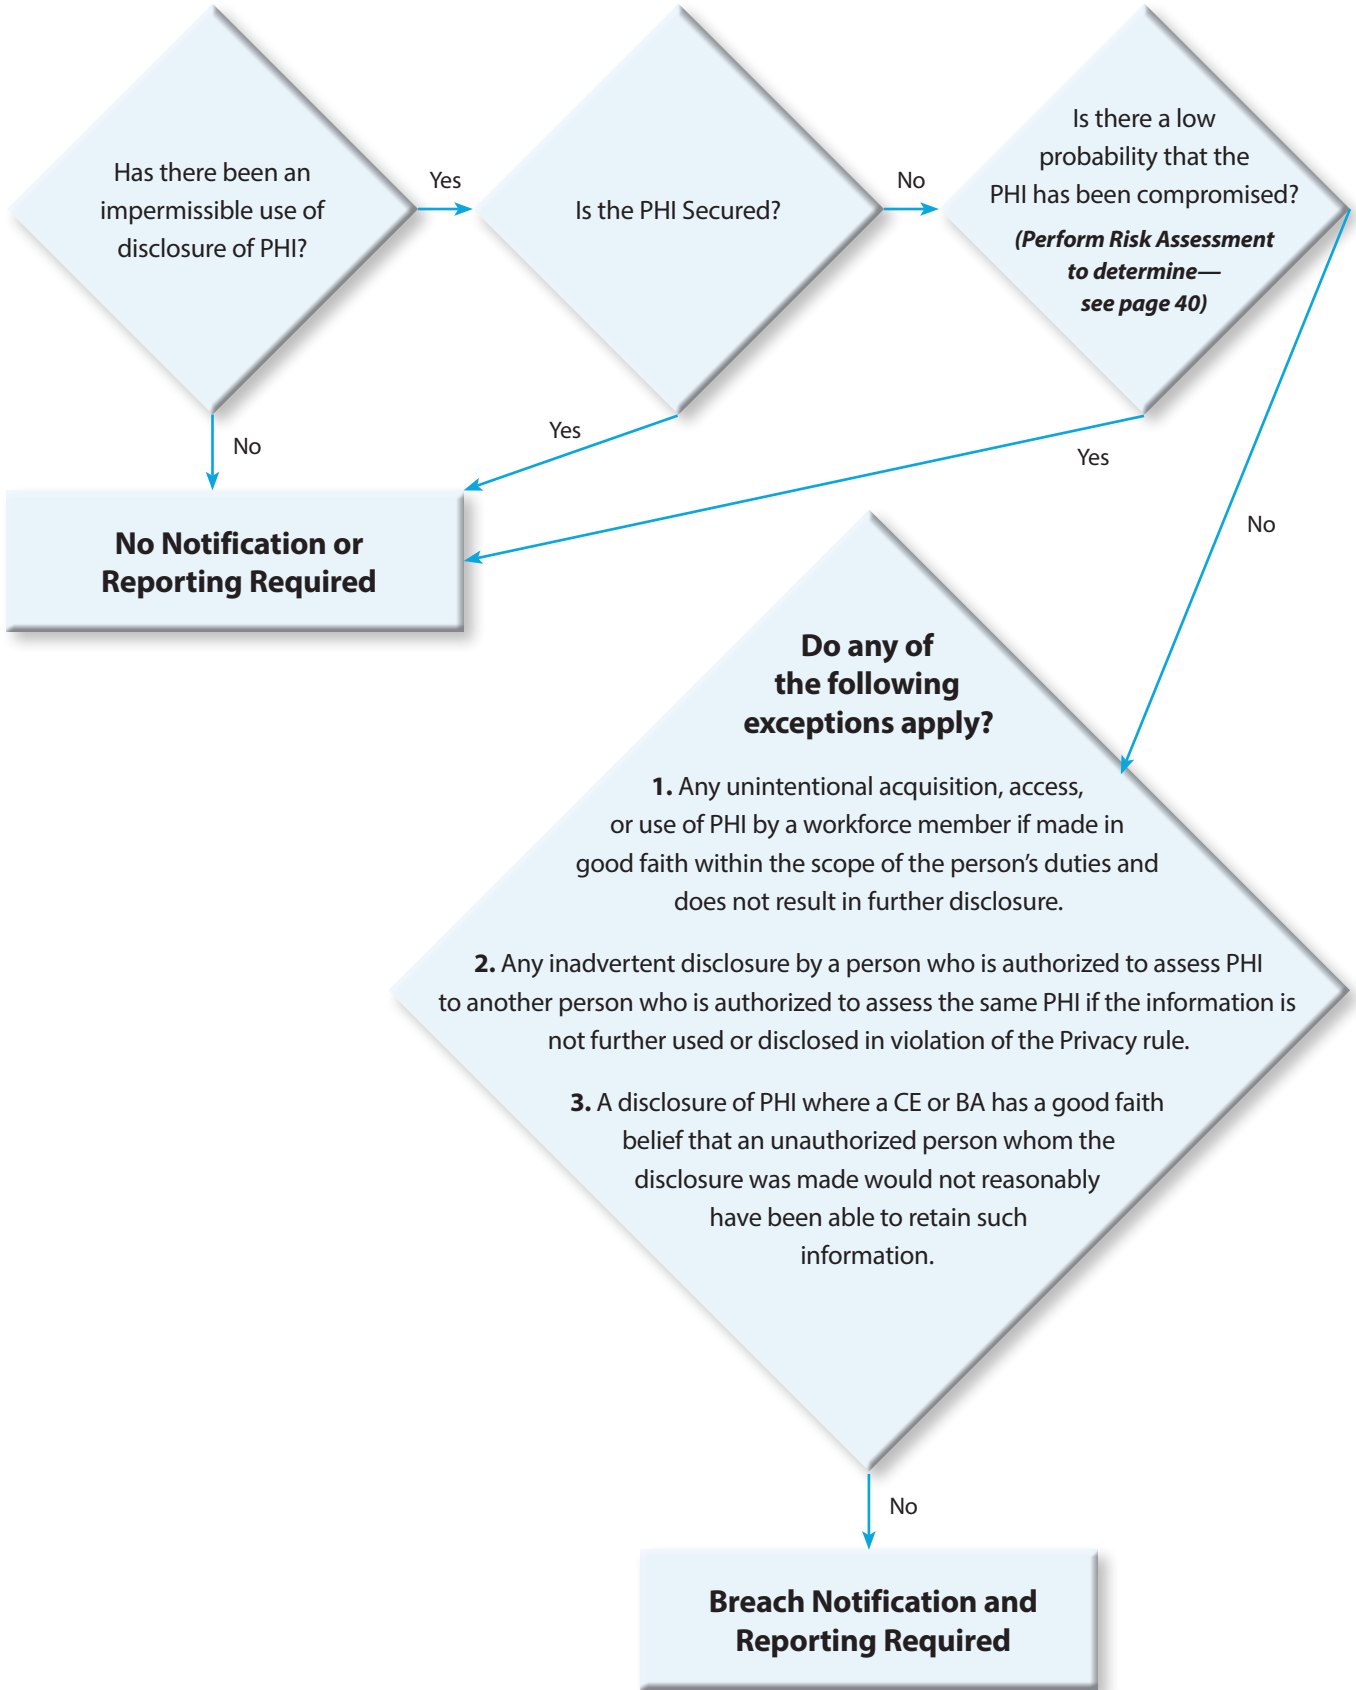 Has there been an
impermissible use of
disclosure of PHI?
Yes
Is the PHI Secured?
No
Is there a low
probability that the
PHI has been compromised?
(Perform Risk Assessment
to determine—
see page 40)
No
Yes
Yes
No
No Notification or
Reporting Required
Do any of
the following
exceptions apply?
1. Any unintentional acquisition, access,
or use of PHI by a workforce member if made in
good faith within the scope of the person’s duties and
does not result in further disclosure.
2. Any inadvertent disclosure by a person who is authorized to assess PHI
to another person who is authorized to assess the same PHI if the information is
not further used or disclosed in violation of the Privacy rule.
3. A disclosure of PHI where a CE or BA has a good faith
belief that an unauthorized person whom the
disclosure was made would not reasonably
have been able to retain such
information.
No
Breach Notification and
Reporting Required